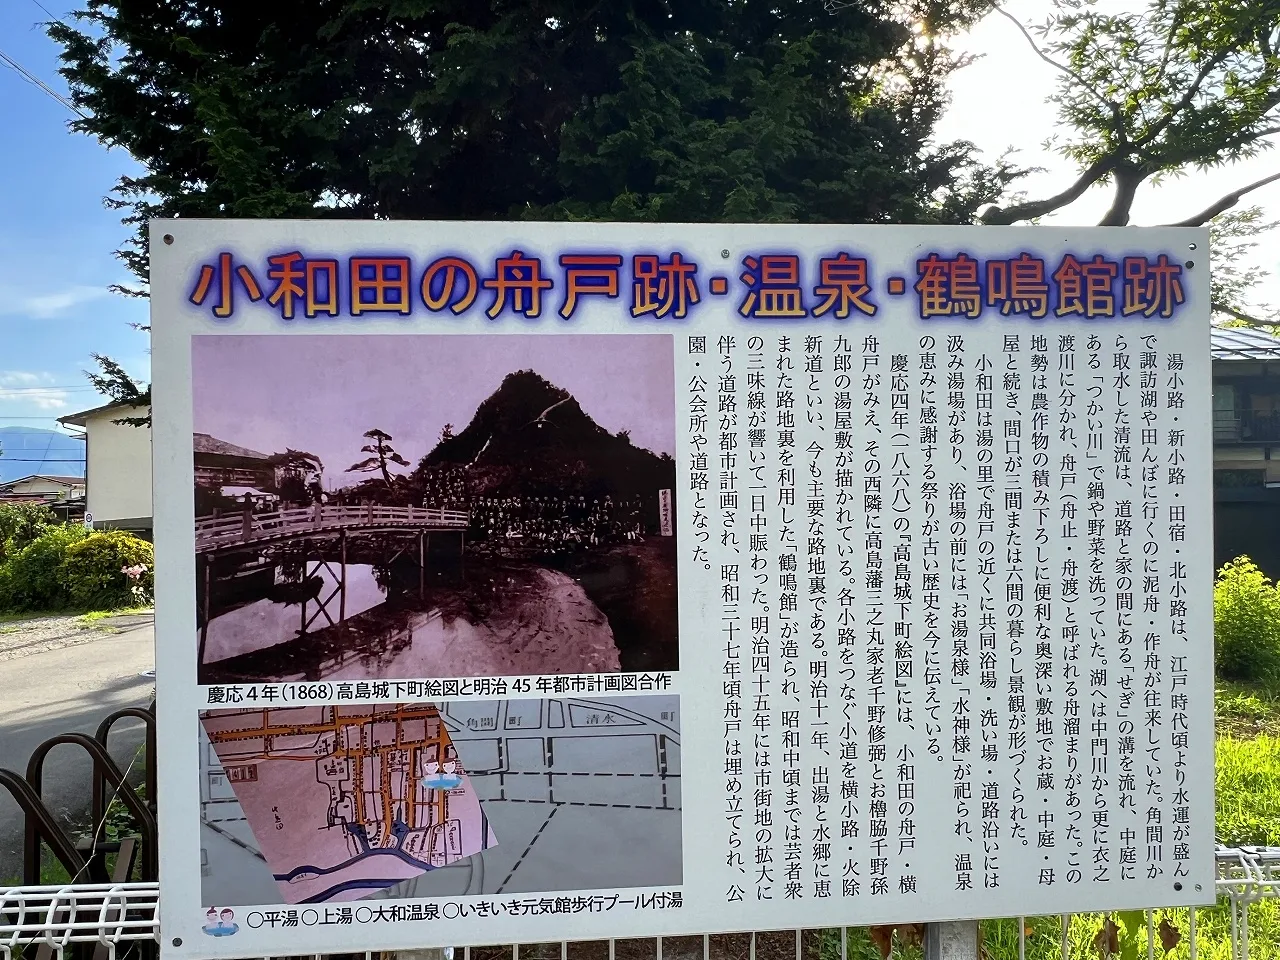 小和田の舟戸跡・温泉・鶴鳴館跡
湯小路・新小路・田宿・北小路は、江戸時代頃より水運が盛ん
で諏訪湖や田んぼに行くのに泥舟・作舟が往来していた。角間川か
ら取水した清流は、道路と家の間にある「せぎ」の溝を流れ、中庭に
ある「つかい川」で鍋や野菜を洗っていた。湖へは中門川から更に衣之
渡川に分かれ、舟戸(舟止・舟渡)と呼ばれる舟溜まりがあった。この
地勢は農作物の積み下ろしに便利な奥深い敷地でお蔵・中庭・母
屋と続き、間口が三間または六間の暮らし景観が形づくられた。
小和田は湯の里で舟戸の近くに共同浴場・洗い場・道路沿いには
汲み湯場があり、浴場の前には「お湯泉様」「水神様」が祀られ、温泉
の恵みに感謝する祭りが古い歴史を今に伝えている。
慶応四年(一八六八)の『高島城下町絵図』には、小和田の舟戸・横
舟戸がみえ、その西隣に高島藩三之丸家老千野修弼とお櫓脇千野孫
九郎の湯屋敷が描かれている。各小路をつなぐ小道を横小路・火除
新道といい、今も主要な路地裏である。明治十一年、出湯と水郷に恵
まれた路地裏を利用した「鶴鳴館」が造られ、昭和中頃までは芸者衆
の三味線が響いて一日中賑わった。明治四十五年には市街地の拡大に
伴う道路が都市計画され、昭和三十七年頃舟戸は埋め立てられ、公
園・公会所や道路となった。
慶応4年(1868)高島城下町絵図と明治45年都市計画図合作
角間町
清水
町
○平湯○上湯○大和温泉○いきいき元気館歩行プール付湯